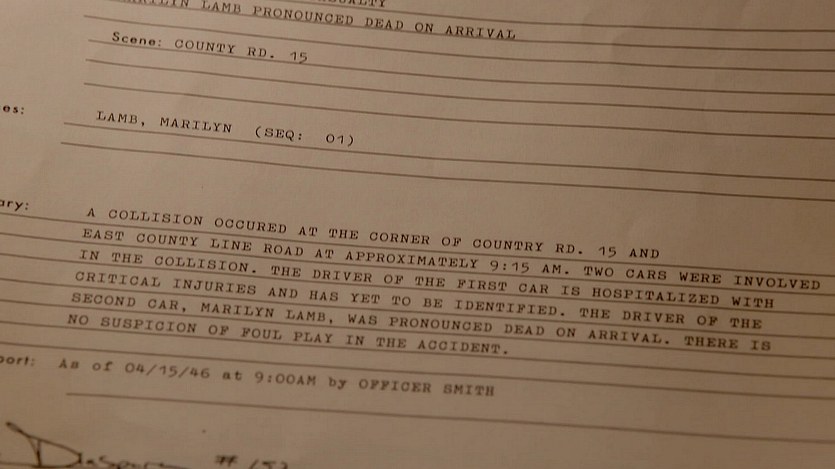 MARILYN LAMB PRONOUNCED DEAD ON ARRIVAL
Scene: COUNTY RD. 15
LAMB, MARILYN (SEQ: 01)
A COLLISION OCCURED AT THE CORNER OF COUNTRY RD. 15 AND
EAST COUNTY LINE ROAD AT APPROXIMATELY 9:15 AM. TWO CARS WERE INVOLVED
IN THE COLLISION. THE DRIVER OF THE FIRST CAR IS HOSPITALIZED WITH
CRITICAL INJURIES AND HAS YET TO BE IDENTIFIED. THE DRIVER OF THE
SECOND CAR, MARILYN LAMB, WAS PRONOUNCED DEAD ON ARRIVAL. THERE IS
NO SUSPICION OF FOUL PLAY IN THE ACCIDENT.
As of 04/15/46 at 9:00AM by OFFICER SMITH